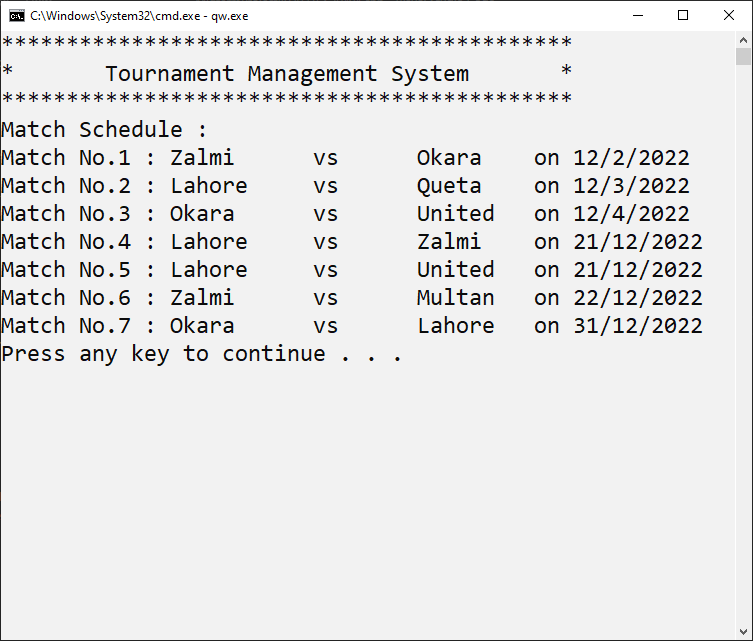 C:\Windows\System32\cmd.exe - qw.exe
********************************************
*       Tournament Management System       *
********************************************
Match Schedule :
Match No.1 : Zalmi      vs      Okara    on 12/2/2022
Match No.2 : Lahore     vs      Queta    on 12/3/2022
Match No.3 : Okara      vs      United   on 12/4/2022
Match No.4 : Lahore     vs      Zalmi    on 21/12/2022
Match No.5 : Lahore     vs      United   on 21/12/2022
Match No.6 : Zalmi      vs      Multan   on 22/12/2022
Match No.7 : Okara      vs      Lahore   on 31/12/2022
Press any key to continue . . .